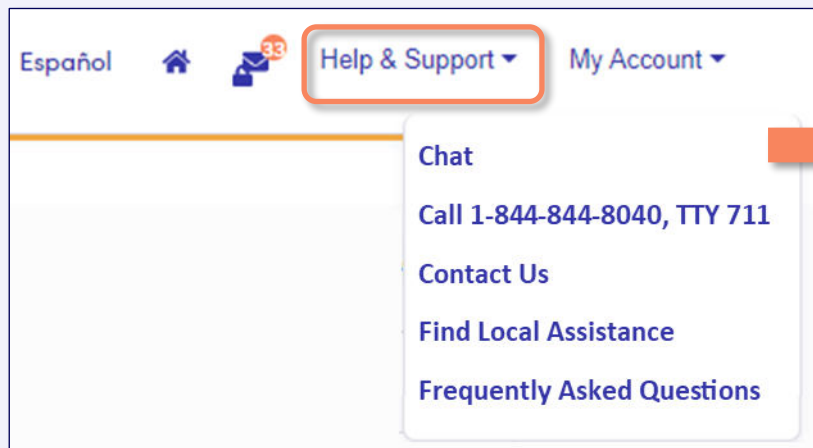 Español 33 Help & Support My Account
Chat
Call 1-844-844-8040, TTY 711
Contact Us
Find Local Assistance
Frequently Asked Questions